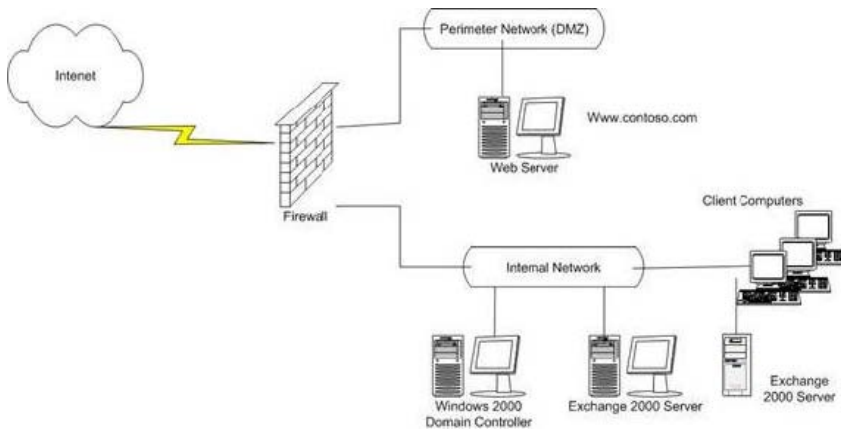 Perimeter Network (DMZ)
Intenet
Www.contoso.com
Web Server
Client Computers
Firewall
Internal Network
Windows 2000
Domain Controller
Exchange 2000 Server
Exchange
2000 Server